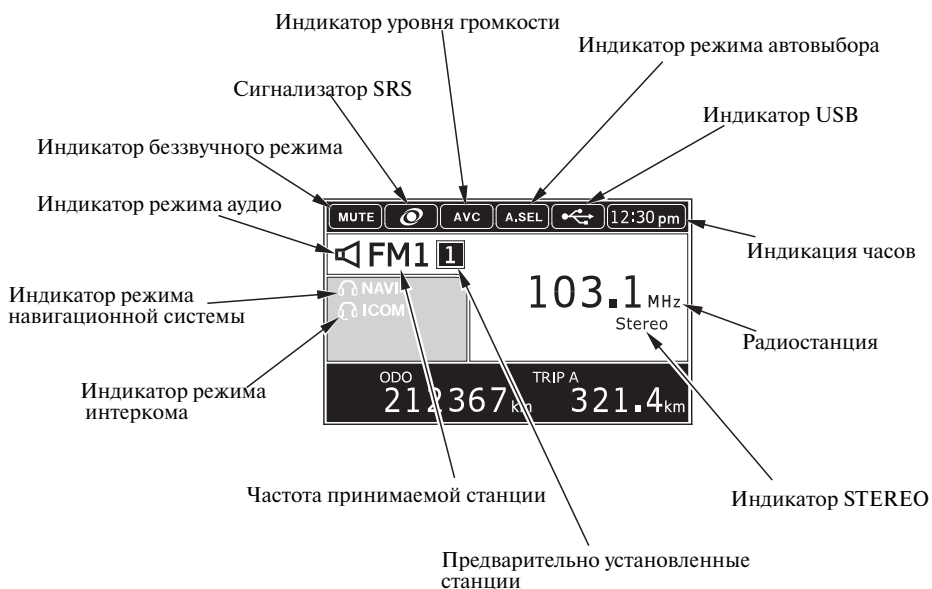 Индикатор уровня громкости
Индикатор режима автовыбора
Сигнализатор SRS
Индикатор USB
Индикатор беззвучного режима
Индикатор режима аудио
MUTE AVC A.SEL 12:30 pm
Индикация часов
FM1 1
Индикатор режима
навигационной системы
NAVI
ICOM
103.1 MHz
Stereo
Радиостанция
Индикатор режима
интеркома
ODO TRIP A
212367 km 321.4 km
Частота принимаемой станции
Индикатор STEREO
Предварительно установленные
станции